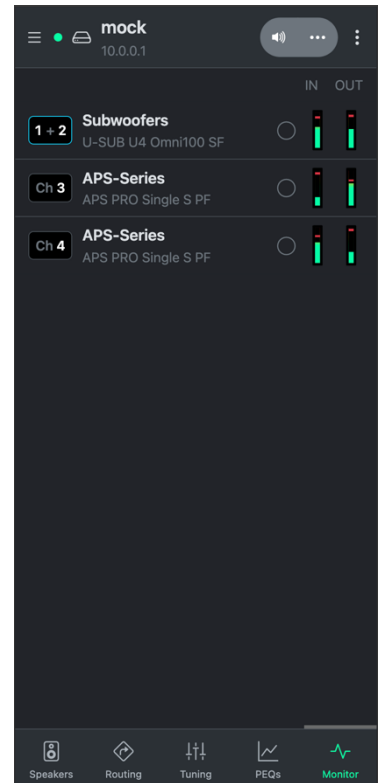 mock
10.0.0.1
IN OUT
1 + 2 Subwoofers
U-SUB U4 Omni100 SF
Ch 3 APS-Series
APS PRO Single S PF
Ch 4 APS-Series
APS PRO Single S PF
Speakers Routing Tuning PEQs Monitor